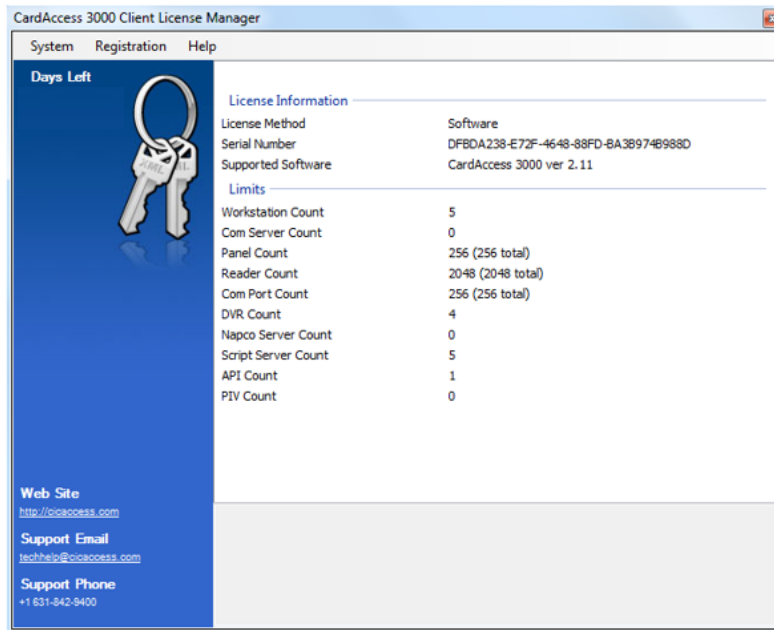 CardAccess 3000 Client License Manager
System Registration Help
Days Left
XML
License Information
License Method Software
Serial Number DFBDA238-E72F-4648-88FD-BA3B974B988D
Supported Software CardAccess 3000 ver 2.11
Limits
Workstation Count 5
Com Server Count 0
Panel Count 256 (256 total)
Reader Count 2048 (2048 total)
Com Port Count 256 (256 total)
DVR Count 4
Napco Server Count 0
Script Server Count 5
API Count 1
PIV Count 0
Web Site
http://cicaccess.com
Support Email
techhelp@cicaccess.com
Support Phone
+1 631-842-9400